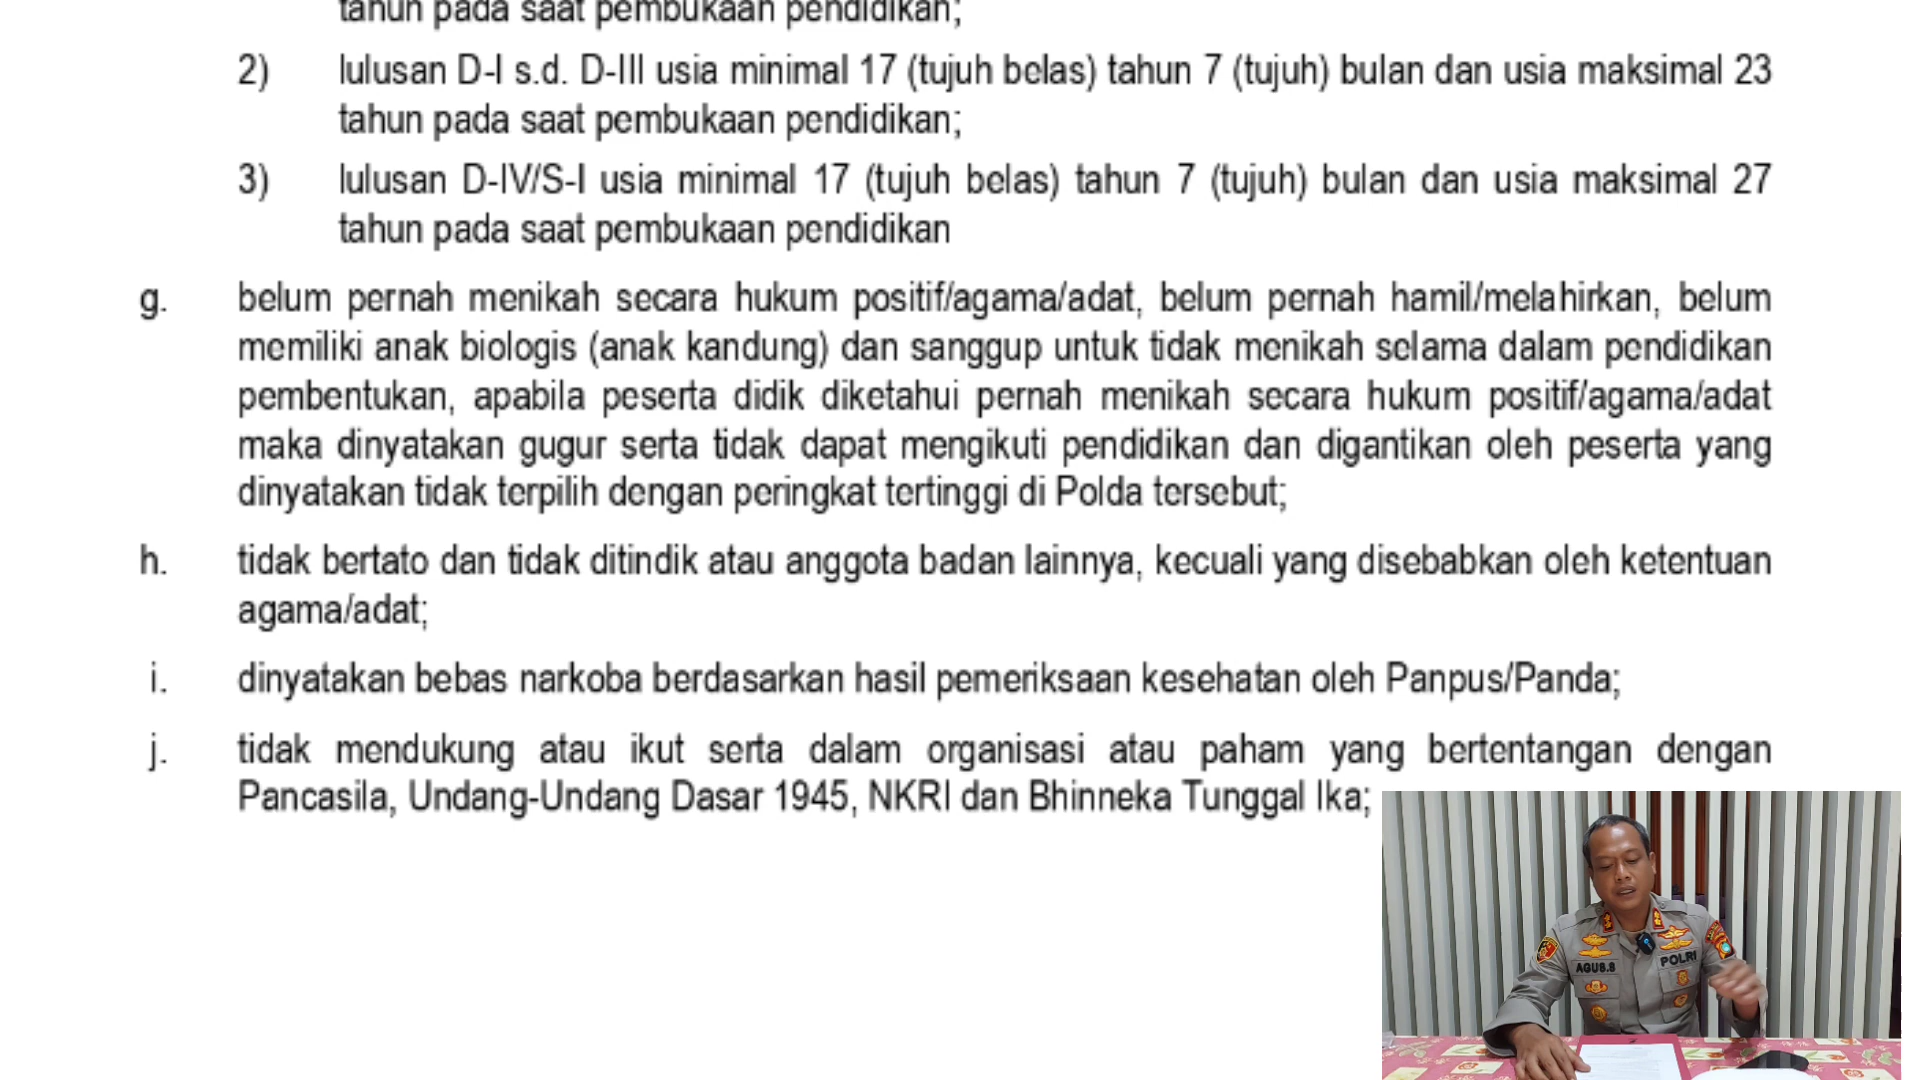 tahun pada saat pembukaan pendidikan;
2) lulusan D-I s.d. D-III usia minimal 17 (tujuh belas) tahun 7 (tujuh) bulan dan usia maksimal 23
tahun pada saat pembukaan pendidikan;
3) lulusan D-IV/S-I usia minimal 17 (tujuh belas) tahun 7 (tujuh) bulan dan usia maksimal 27
tahun pada saat pembukaan pendidikan
g. belum pernah menikah secara hukum positif/agama/adat, belum pernah hamil/melahirkan, belum
memiliki anak biologis (anak kandung) dan sanggup untuk tidak menikah selama dalam pendidikan
pembentukan, apabila peserta didik diketahui pernah menikah secara hukum positif/agama/adat
maka dinyatakan gugur serta tidak dapat mengikuti pendidikan dan digantikan oleh peserta yang
dinyatakan tidak terpilih dengan peringkat tertinggi di Polda tersebut;
h. tidak bertato dan tidak ditindik atau anggota badan lainnya, kecuali yang disebabkan oleh ketentuan
agama/adat;
i. dinyatakan bebas narkoba berdasarkan hasil pemeriksaan kesehatan oleh Panpus/Panda;
j. tidak mendukung atau ikut serta dalam organisasi atau paham yang bertentangan dengan
Pancasila, Undang-Undang Dasar 1945, NKRI dan Bhinneka Tunggal Ika;
AGUS.S
POLRI